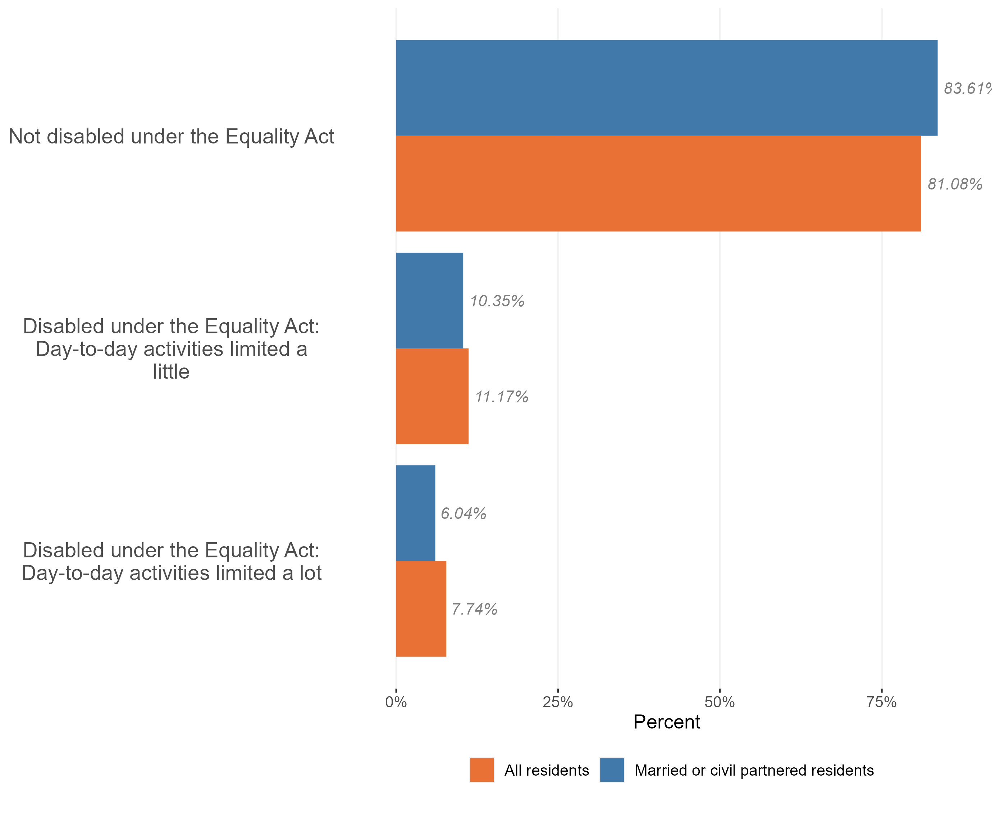 Not disabled under the Equality Act
83.61%
81.08%
Disabled under the Equality Act:
Day-to-day activities limited a
little
10.35%
11.17%
Disabled under the Equality Act:
Day-to-day activities limited a lot
6.04%
7.74%
0% 25% 50% 75%
Percent
All residents Married or civil partnered residents